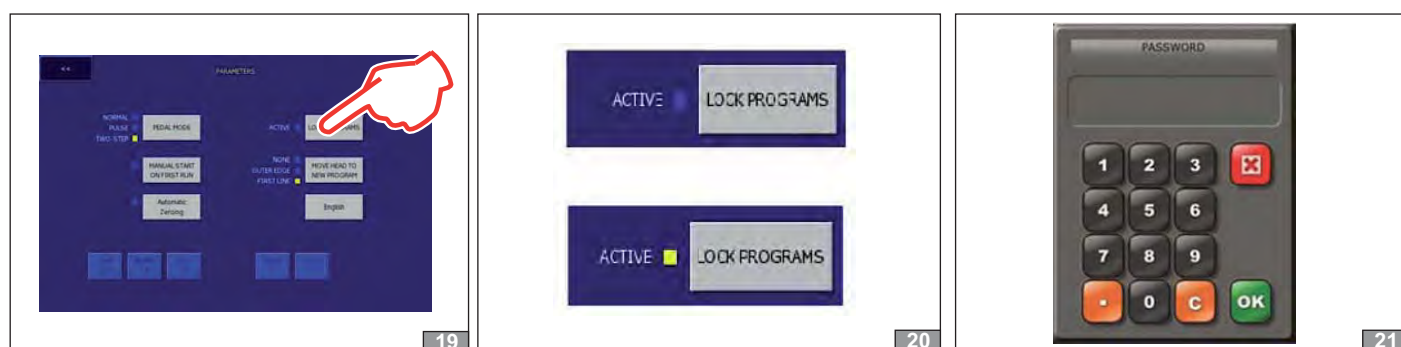 <<
PARAMETERS
NORMAL
PULSE
TWO STEP
PEDAL MODE
ACTIVE
MANUAL START
ON FIRST RUN
NONE
OUTER EDGE
FIRST LINK
MOVE HEAD TO
NEW PROGRAM
Automatic
Zeroing
English
19
ACTIVE
LOCK PROGRAMS
ACTIVE
LOCK PROGRAMS
20
PASSWORD
1 2 3
4 5 6
7 8 9
0 C OK
21